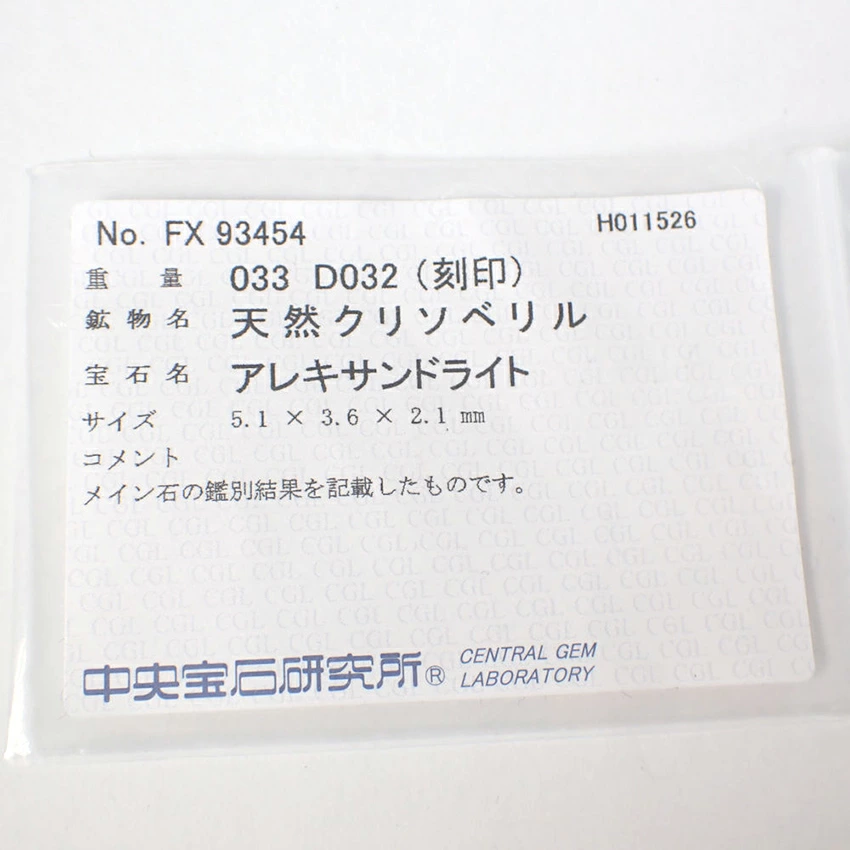 No. FX 93454
H011526
重量 033 D032 (刻印)
鉱物名 天然クリソベリル
宝石名 アレキサンドライト
サイズ 5.1 × 3.6 × 2.1 mm
コメント
メイン石の鑑別結果を記載したものです。
中央宝石研究所® CENTRAL GEM
LABORATORY